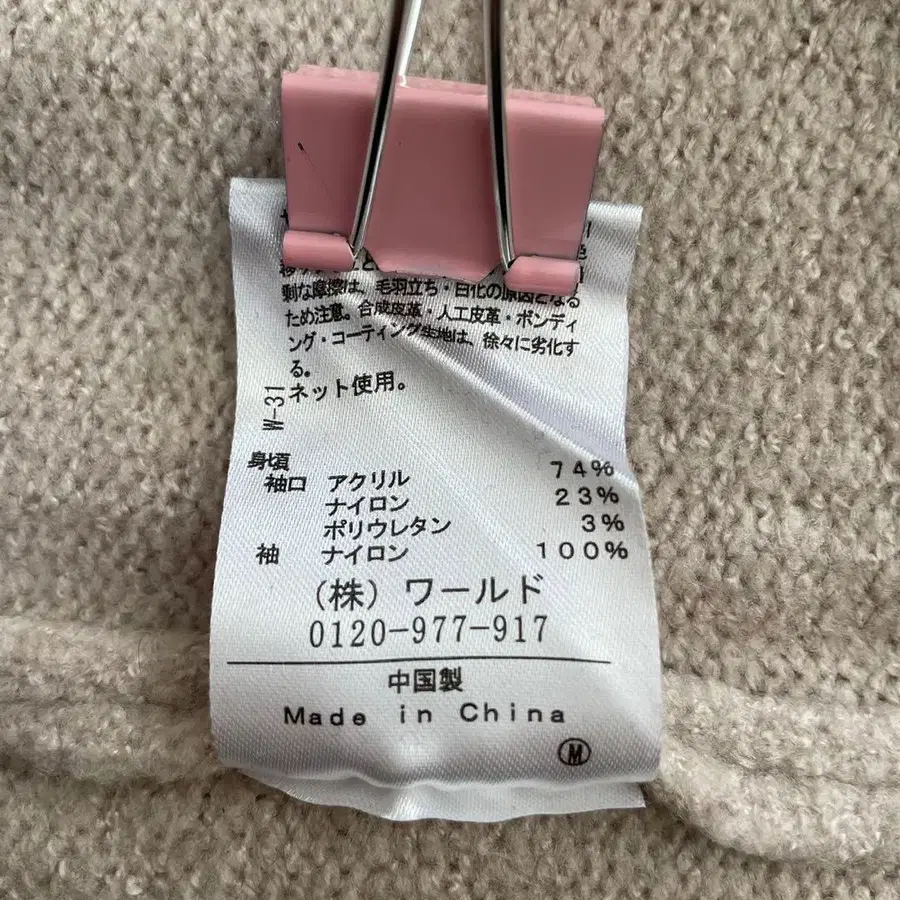 剰な摩擦は、毛羽立ち・白化の原因となる
ため注意。合成皮革・人工皮革・ボンディ
ング・コーティング生地は、徐々に劣化す
る。
ネット使用。
W-31
身頃
袖口 アクリル 74%
ナイロン 23%
ポリウレタン 3%
袖 ナイロン 100%
(株) ワールド
0120-977-917
中国製
Made in China
M